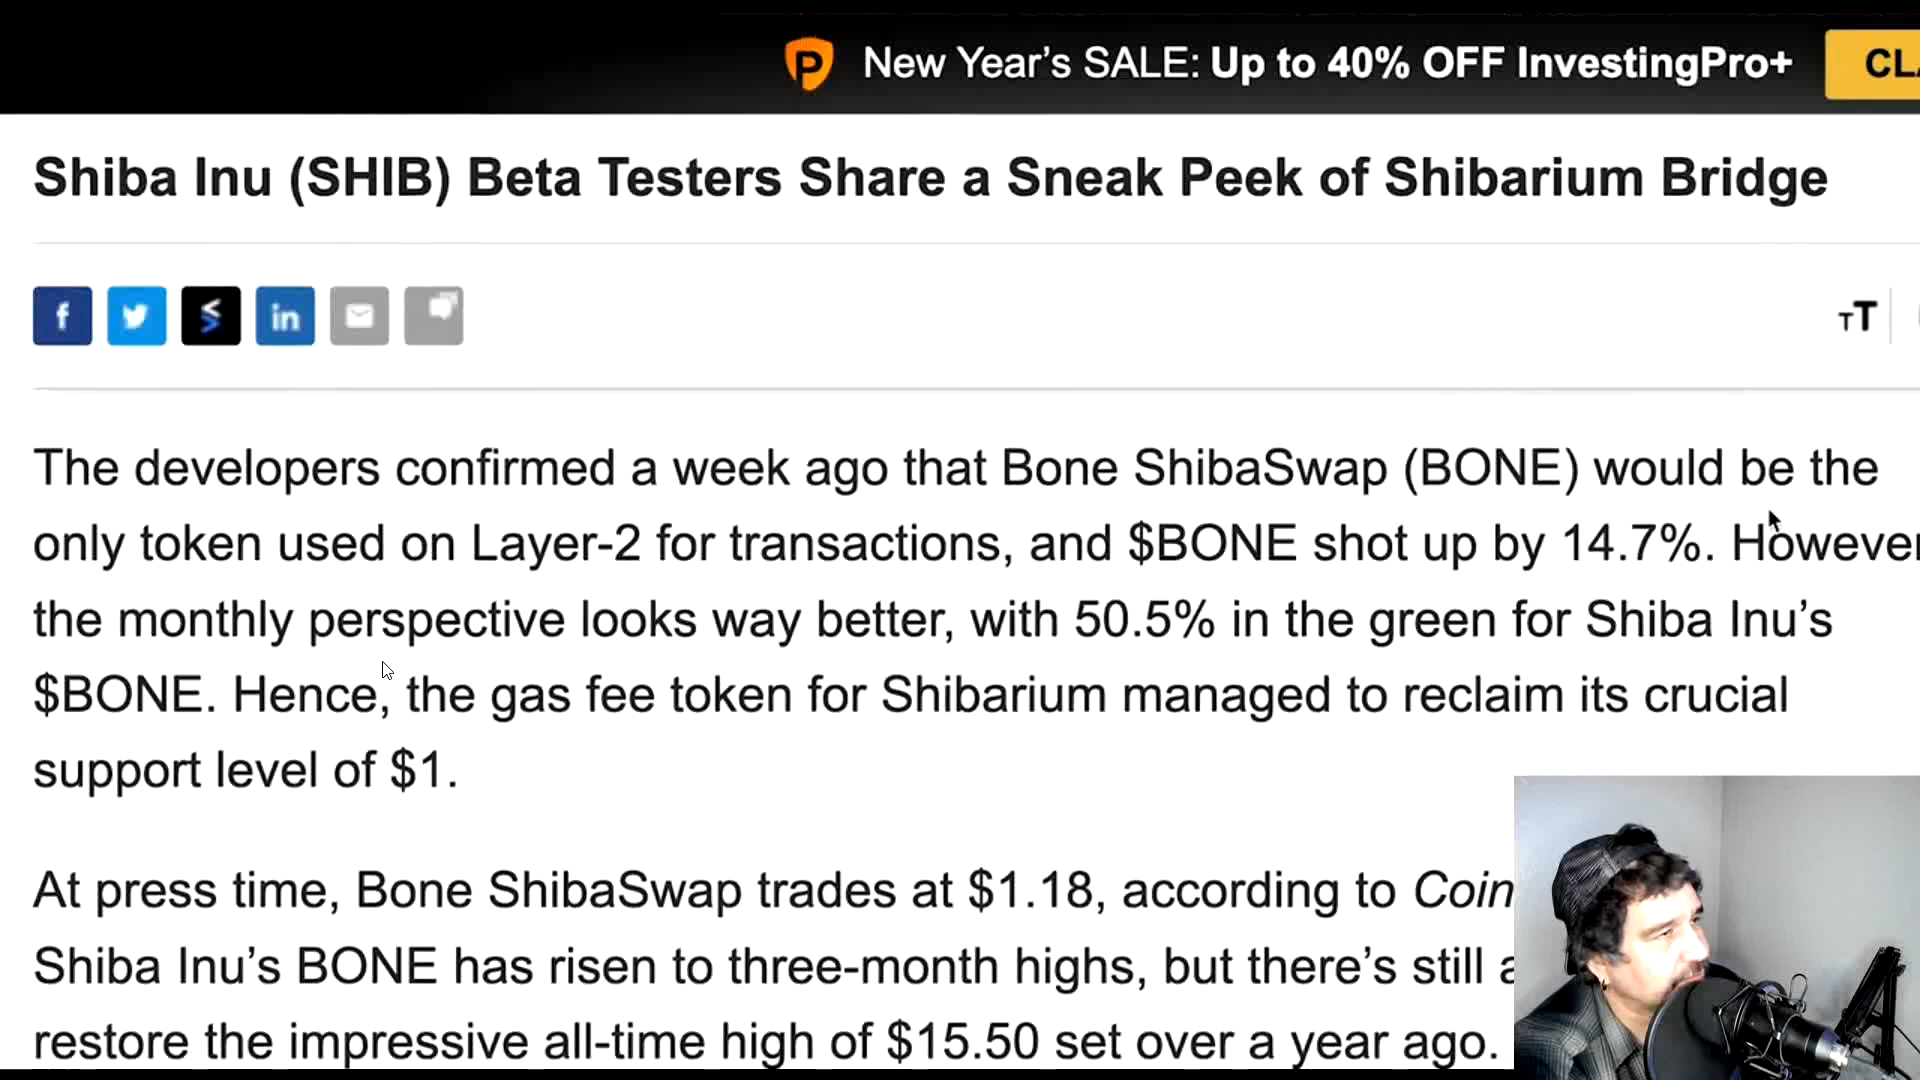 New Year’s SALE: Up to 40% OFF InvestingPro+
Shiba Inu (SHIB) Beta Testers Share a Sneak Peek of Shibarium Bridge
The developers confirmed a week ago that Bone ShibaSwap (BONE) would be the
only token used on Layer-2 for transactions, and $BONE shot up by 14.7%. However
the monthly perspective looks way better, with 50.5% in the green for Shiba Inu’s
$BONE. Hence, the gas fee token for Shibarium managed to reclaim its crucial
support level of $1.
At press time, Bone ShibaSwap trades at $1.18, according to Coin
Shiba Inu’s BONE has risen to three-month highs, but there’s still
restore the impressive all-time high of $15.50 set over a year ago.